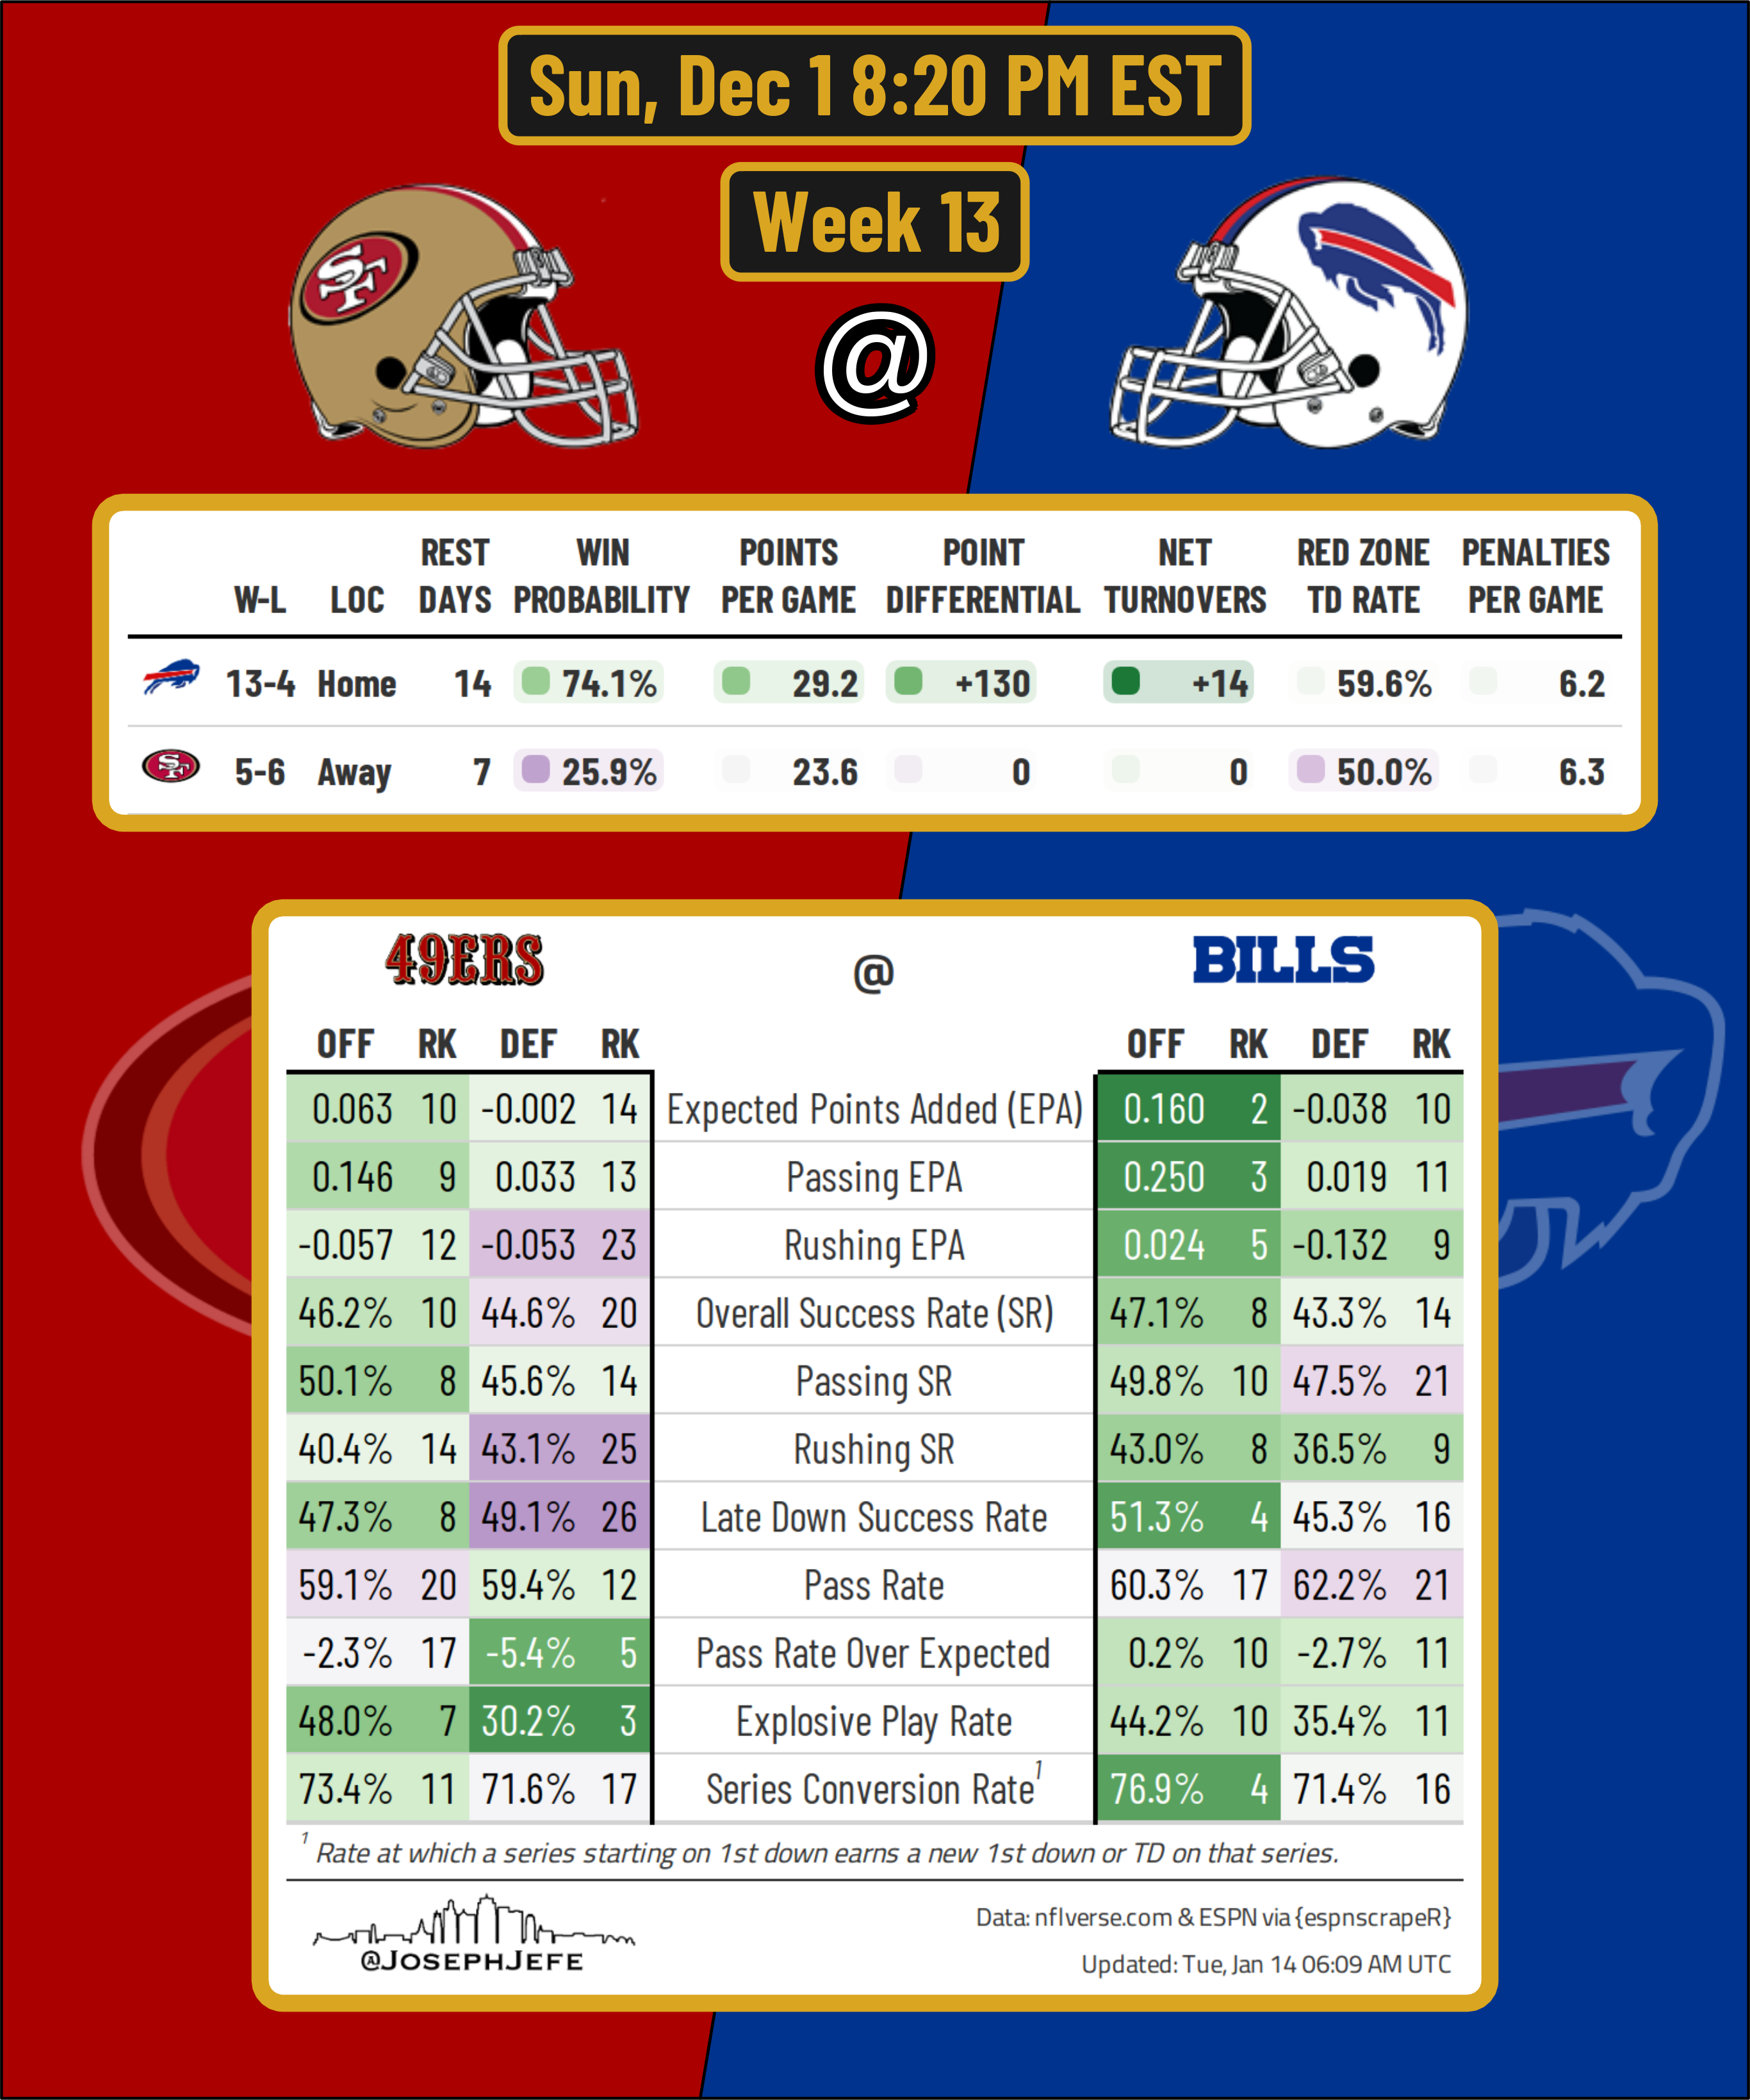 Sun, Dec 1 8:20 PM EST
Week 13
SF
@
REST WIN POINTS POINT NET RED ZONE PENALTIES
W-L LOC DAYS PROBABILITY PER GAME DIFFERENTIAL TURNOVERS TD RATE PER GAME
13-4 Home 14 74.1% 29.2 +130 +14 59.6% 6.2
SF 5-6 Away 7 25.9% 23.6 0 0 50.0% 6.3
49ERS @ BILLS
OFF RK DEF RK OFF RK DEF RK
0.063 10 -0.002 14 Expected Points Added (EPA) 0.160 2 -0.038 10
0.146 9 0.033 13 Passing EPA 0.250 3 0.019 11
-0.057 12 -0.053 23 Rushing EPA 0.024 5 -0.132 9
46.2% 10 44.6% 20 Overall Success Rate (SR) 47.1% 8 43.3% 14
50.1% 8 45.6% 14 Passing SR 49.8% 10 47.5% 21
40.4% 14 43.1% 25 Rushing SR 43.0% 8 36.5% 9
47.3% 8 49.1% 26 Late Down Success Rate 51.3% 4 45.3% 16
59.1% 20 59.4% 12 Pass Rate 60.3% 17 62.2% 21
-2.3% 17 -5.4% 5 Pass Rate Over Expected 0.2% 10 -2.7% 11
48.0% 7 30.2% 3 Explosive Play Rate 44.2% 10 35.4% 11
73.4% 11 71.6% 17 Series Conversion Rate1 76.9% 4 71.4% 16
1 Rate at which a series starting on 1st down earns a new 1st down or TD on that series.
@JOSEPHJEFE
Data: nflverse.com & ESPN via {espnscrapeR}
Updated: Tue, Jan 14 06:09 AM UTC